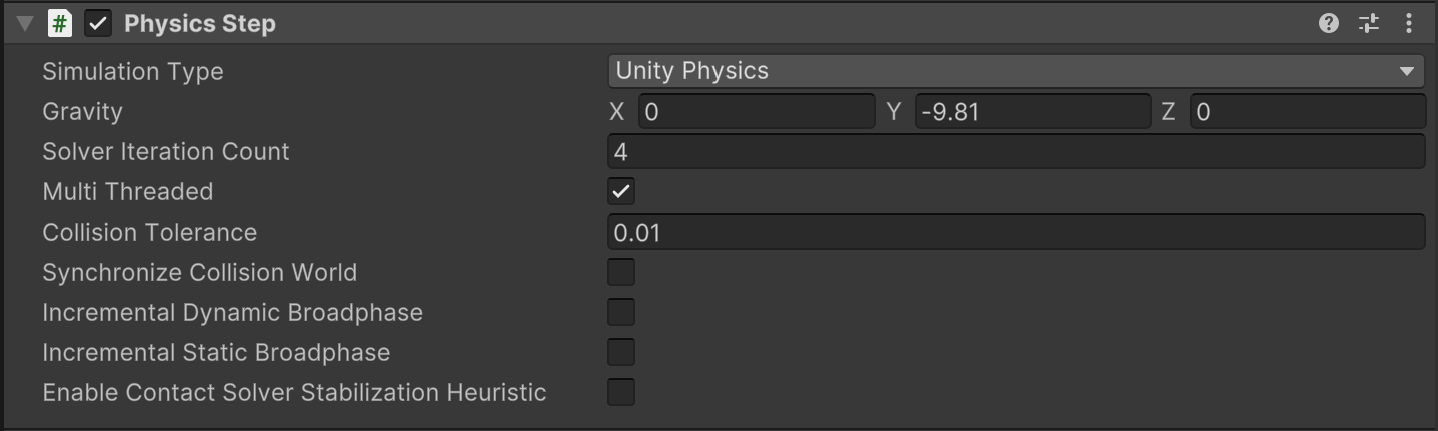 # Physics Step ?
Simulation Type Unity Physics
Gravity X 0 Y -9.81 Z 0
Solver Iteration Count 4
Multi Threaded
Collision Tolerance 0.01
Synchronize Collision World
Incremental Dynamic Broadphase
Incremental Static Broadphase
Enable Contact Solver Stabilization Heuristic